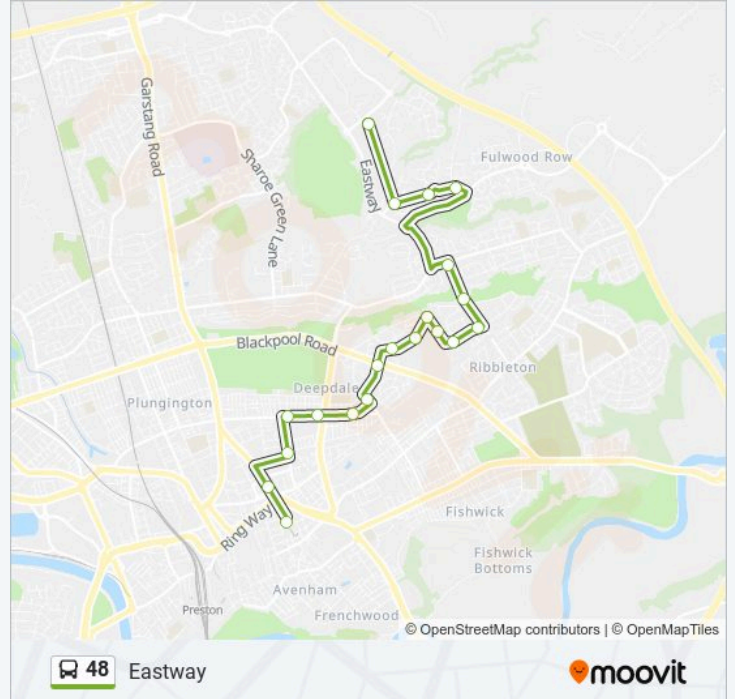 Garstang Road
Sharoe Green Lane
Eastway
Fulwood Row
Blackpool Road
Deepdale
Ribbleton
Plungington
Ring Way
Fishwick
Fishwick
Bottoms
Avenham
Preston
Frenchwood
© OpenStreetMap contributors | © OpenMapTiles
48 Eastway
moovit